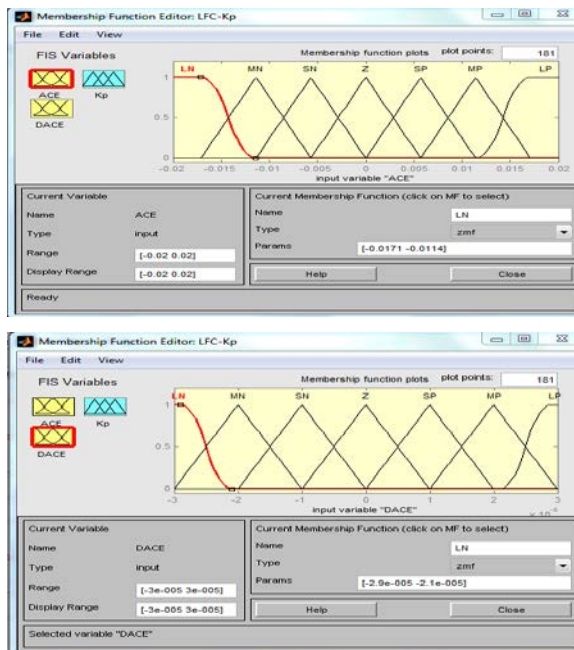 Membership Function Editor: LFC-Kp
File Edit View
FIS Variables
Membership function plots plot points: 181
LN MN SN Z SP MP LP
ACE Kp
DACE
1
0.5
0
-0.02 -0.015 -0.01 -0.005 0 0.005 0.01 0.015 0.02
input variable "ACE"
Current Variable
Current Membership Function (click on MF to select)
Name ACE
Name LN
Type input
Type zmf
Params [-0.0171 -0.0114]
Range [-0.02 0.02]
Display Range [-0.02 0.02]
Help Close
Ready
Membership Function Editor: LFC-Kp
File Edit View
FIS Variables
Membership function plots plot points: 181
LN MN SN Z SP MP LP
ACE Kp
DACE
1
0.5
0
-3 -2 -1 0 1 2 3
input variable "DACE"
Current Variable
Current Membership Function (click on MF to select)
Name DACE
Name LN
Type input
Type zmf
Params [-2.9e-005 -2.1e-005]
Range [-3e-005 3e-005]
Display Range [-3e-005 3e-005]
Help Close
Selected variable "DACE"